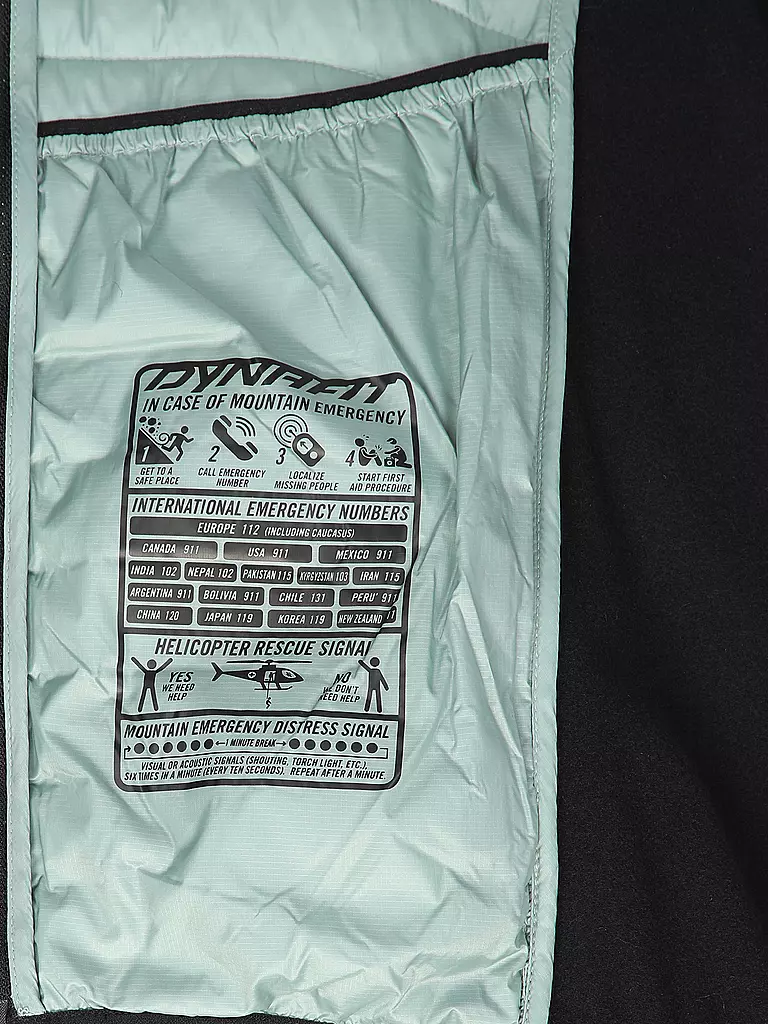 DYNAFIT
IN CASE OF MOUNTAIN EMERGENCY
1 2 3 4
GET TO A
SAFE PLACE
CALL EMERGENCY
NUMBER
LOCALIZE
MISSING PEOPLE
START FIRST
AID PROCEDURE
INTERNATIONAL EMERGENCY NUMBERS
EUROPE 112 (INCLUDING CAUCASUS)
CANADA 911 USA 911 MEXICO 911
INDIA 102 NEPAL 102 PAKISTAN 115 KYRGYZSTAN 103 IRAN 115
ARGENTINA 911 BOLIVIA 911 CHILE 131 PERU' 911
CHINA 120 JAPAN 119 KOREA 119 NEW ZEALAND
HELICOPTER RESCUE SIGNAL
YES
WE NEED
HELP
NO
WE DON'T
NEED HELP
MOUNTAIN EMERGENCY DISTRESS SIGNAL
1 MINUTE BREAK
VISUAL OR ACOUSTIC SIGNALS (SHOUTING, TORCH LIGHT, ETC.),
SIX TIMES IN A MINUTE (EVERY TEN SECONDS). REPEAT AFTER A MINUTE.